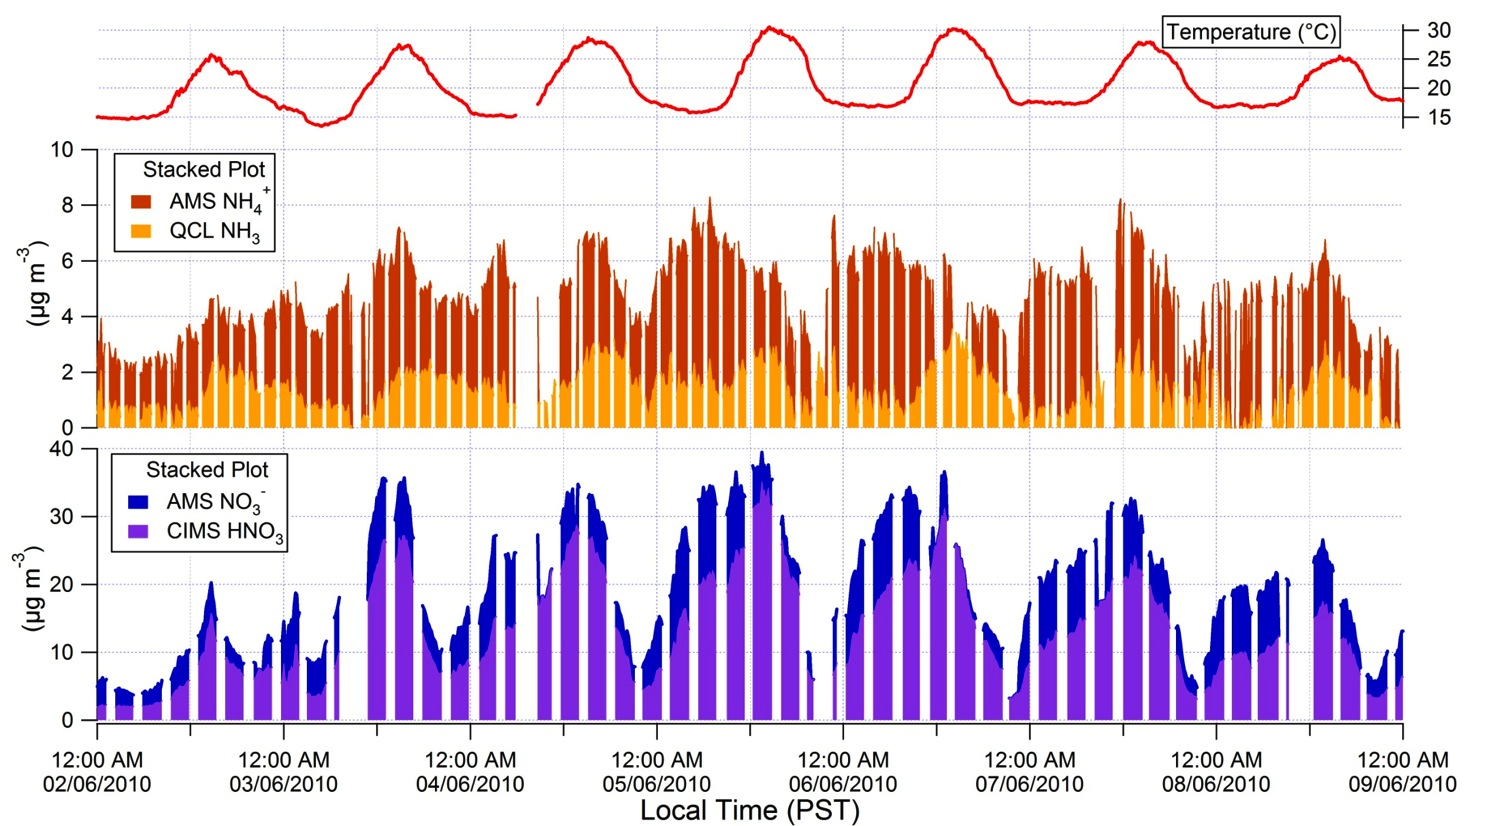 Temperature (°C)
30
25
20
15
10
8
6
4
2
0
(µg m⁻³)
Stacked Plot
AMS NH₄⁺
QCL NH₃
40
30
20
10
0
(µg m⁻³)
Stacked Plot
AMS NO₃⁻
CIMS HNO₃
12:00 AM 12:00 AM 12:00 AM 12:00 AM 12:00 AM 12:00 AM 12:00 AM 12:00 AM
02/06/2010 03/06/2010 04/06/2010 05/06/2010 06/06/2010 07/06/2010 08/06/2010 09/06/2010
Local Time (PST)